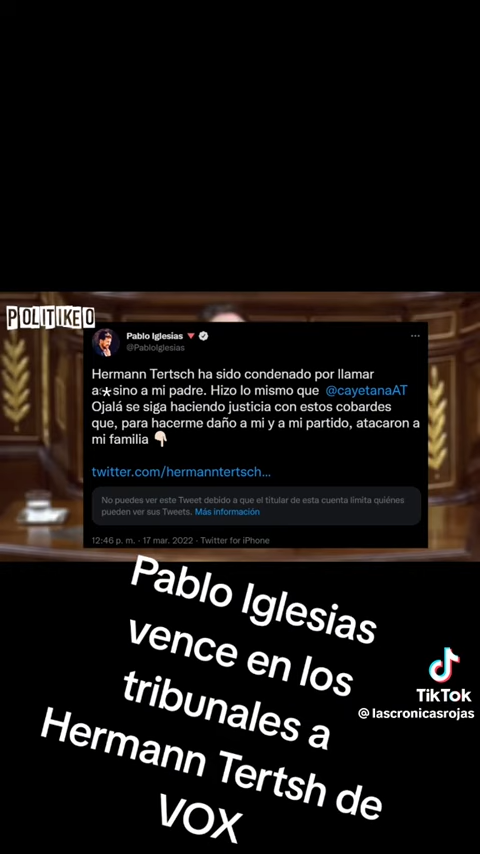 POLITIKEO
Pablo Iglesias
@PabloIglesias
Hermann Tertsch ha sido condenado por llamar
a*sino a mi padre. Hizo lo mismo que @cayetanaAT
Ojalá se siga haciendo justicia con estos cobardes
que, para hacerme daño a mi y a mi partido, atacaron a
mi familia
twitter.com/hermanntertsch...
No puedes ver este Tweet debido a que el titular de esta cuenta limita quiénes
pueden ver sus Tweets. Más información
12:46 p. m. - 17 mar. 2022 · Twitter for iPhone
Pablo Iglesias
vence en los
tribunales a
Hermann Tertsh de
VOX
TikTok
@lascronicasrojas